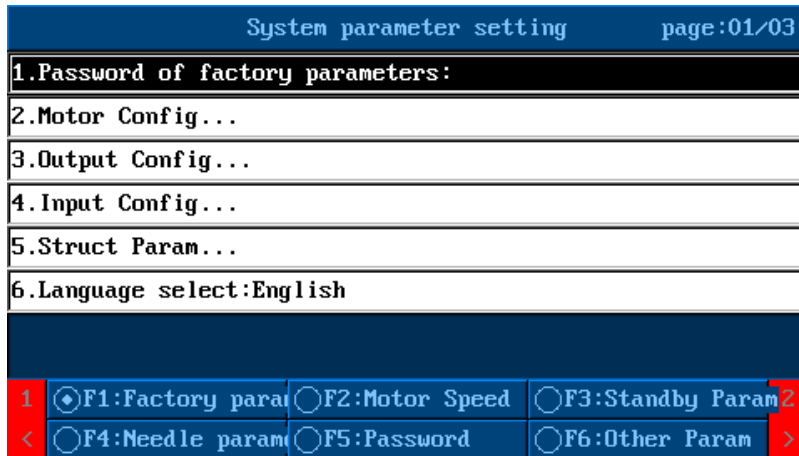 System parameter setting page:01/03
1.Password of factory parameters:
2.Motor Config...
3.Output Config...
4.Input Config...
5.Struct Param...
6.Language select:English
1 F1:Factory para F2:Motor Speed F3:Standby Param 2
< F4:Needle param F5:Password F6:Other Param >